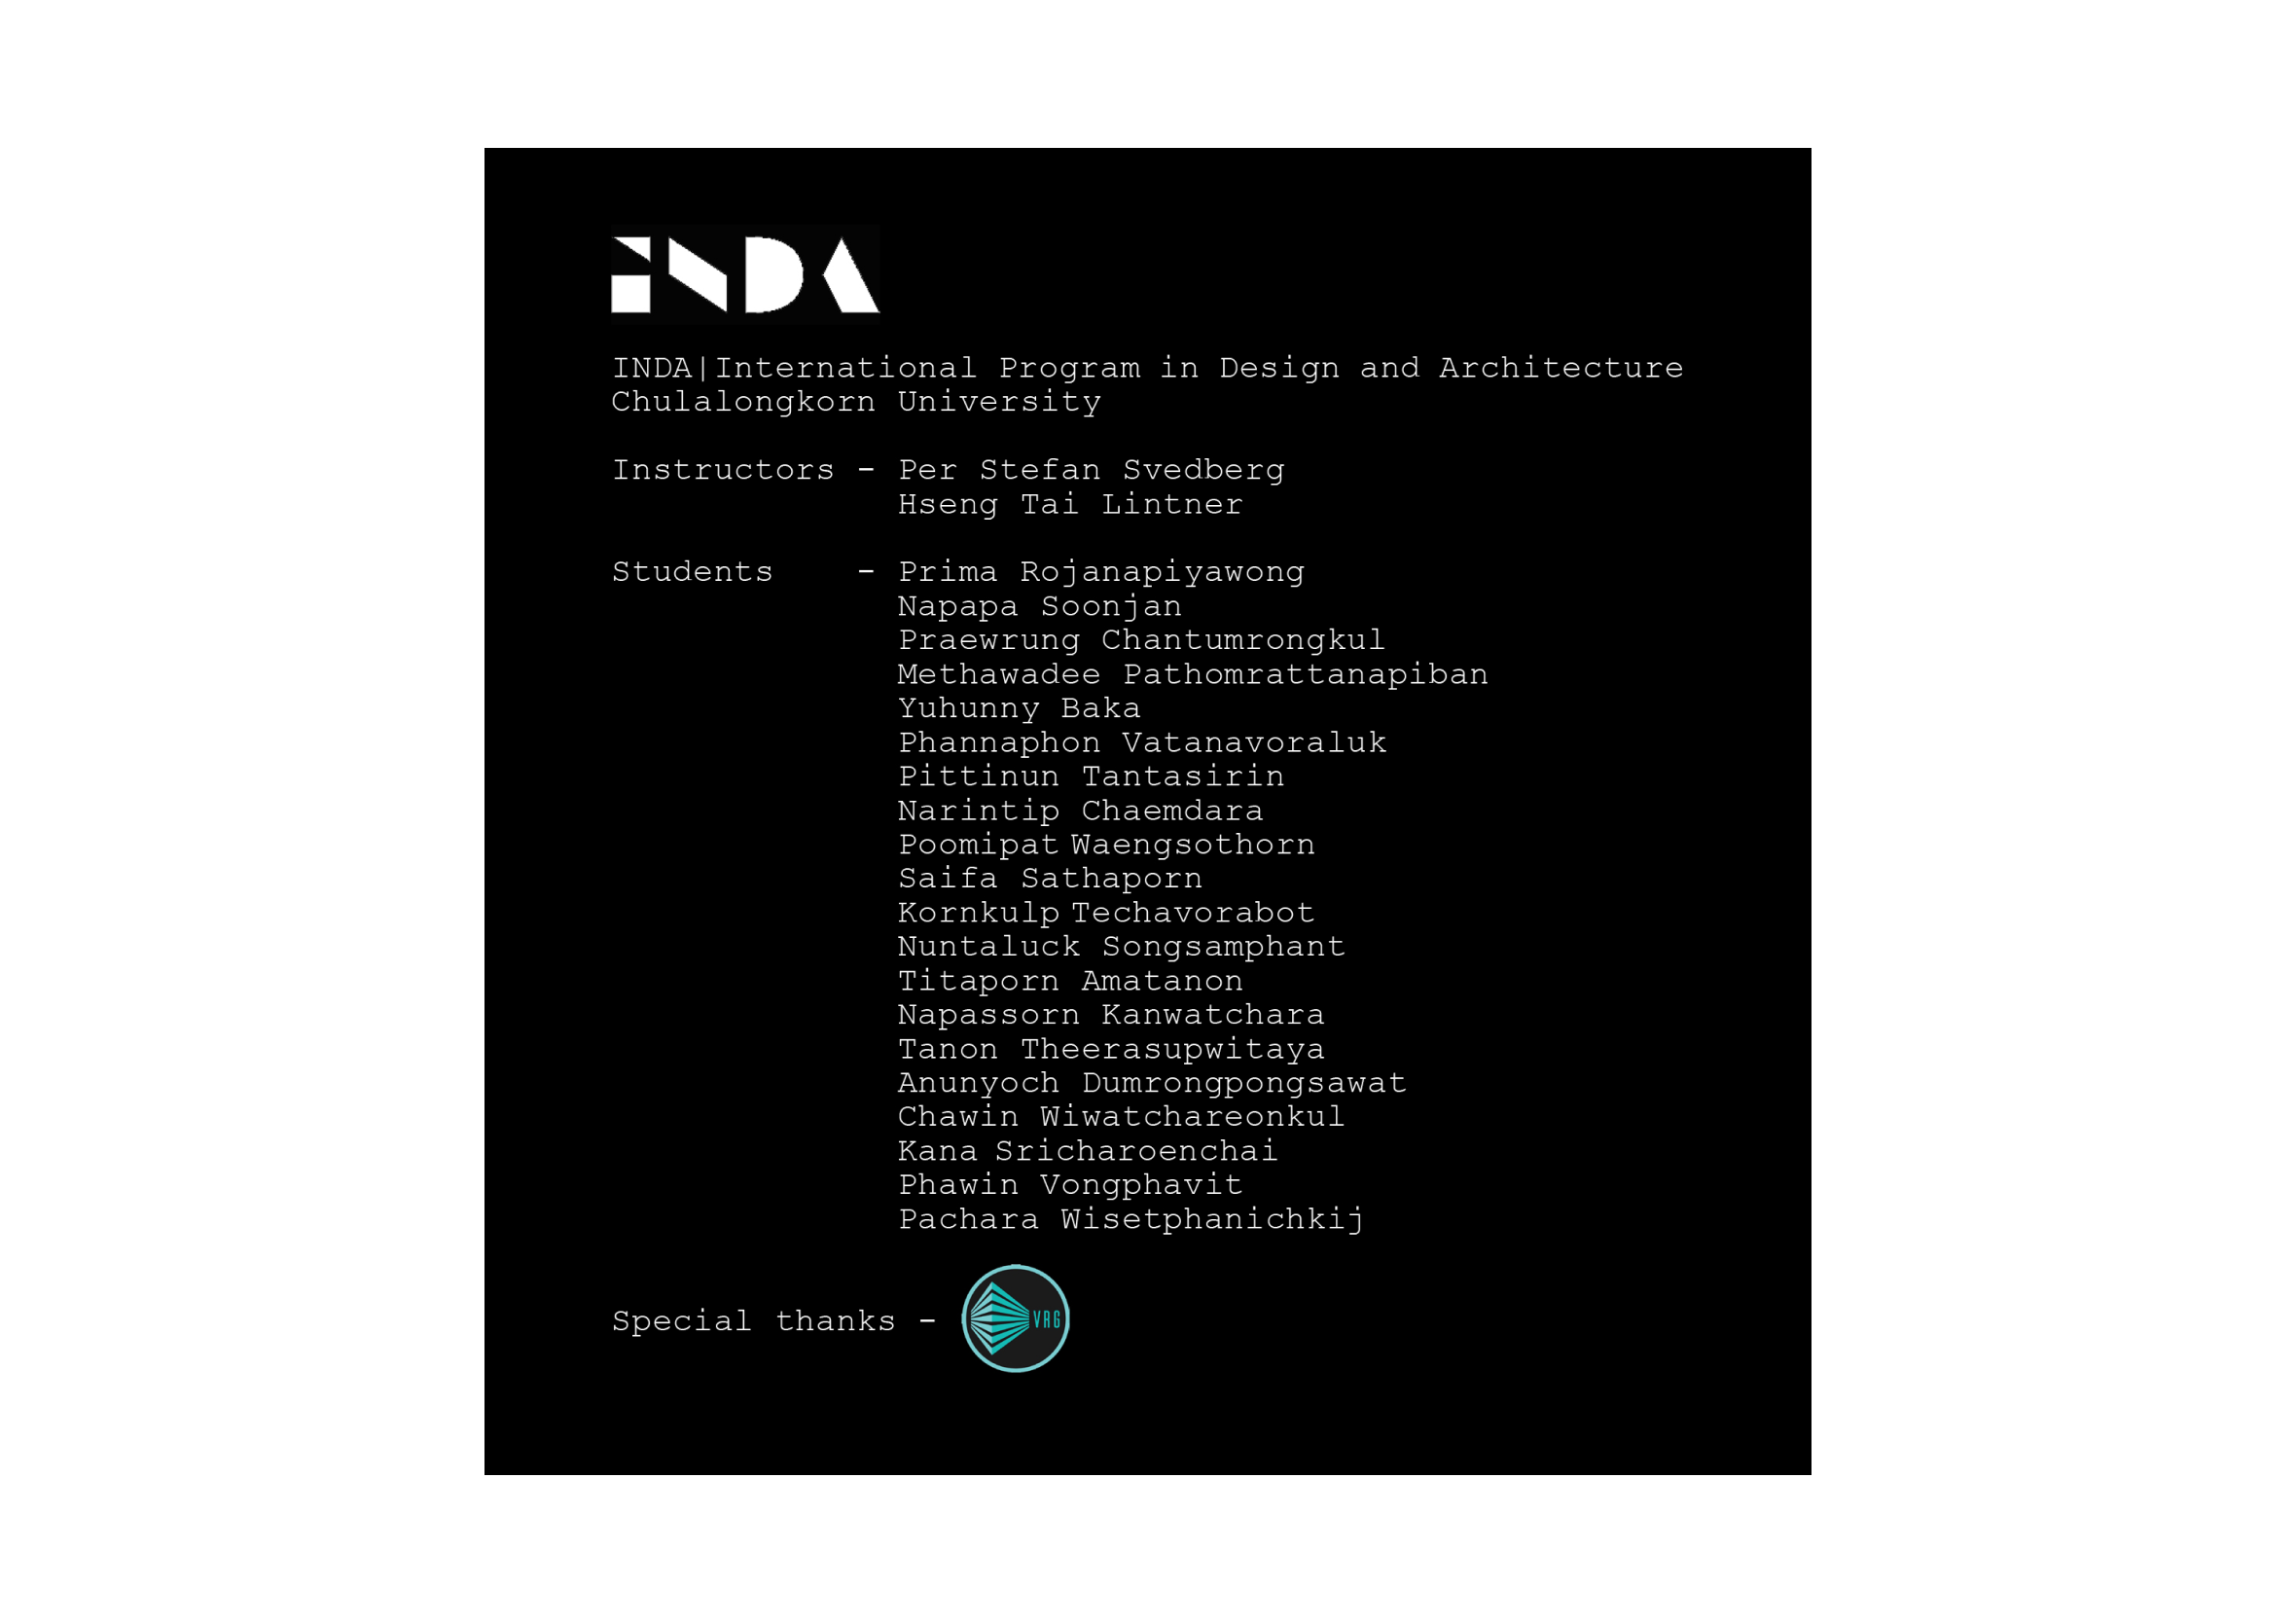 INDA
INDA|International Program in Design and Architecture
Chulalongkorn University
Instructors - Per Stefan Svedberg
Hseng Tai Lintner
Students - Prima Rojanapiyawong
Napapa Soonjan
Praewrung Chantumrongkul
Methawadee Pathomrattanapiban
Yuhunny Baka
Phannaphon Vatanavoraluk
Pittinun Tantasirin
Narintip Chaemdara
Poomipat Waengsothorn
Saifa Sathaporn
Kornkulp Techavorabot
Nuntaluck Songsamphant
Titaporn Amatanon
Napassorn Kanwatchara
Tanon Theerasupwitaya
Anunyoch Dumrongpongsawat
Chawin Wiwatchareonkul
Kana Sricharoenchai
Phawin Vongphavit
Pachara Wisetphanichkij
Special thanks - VRG